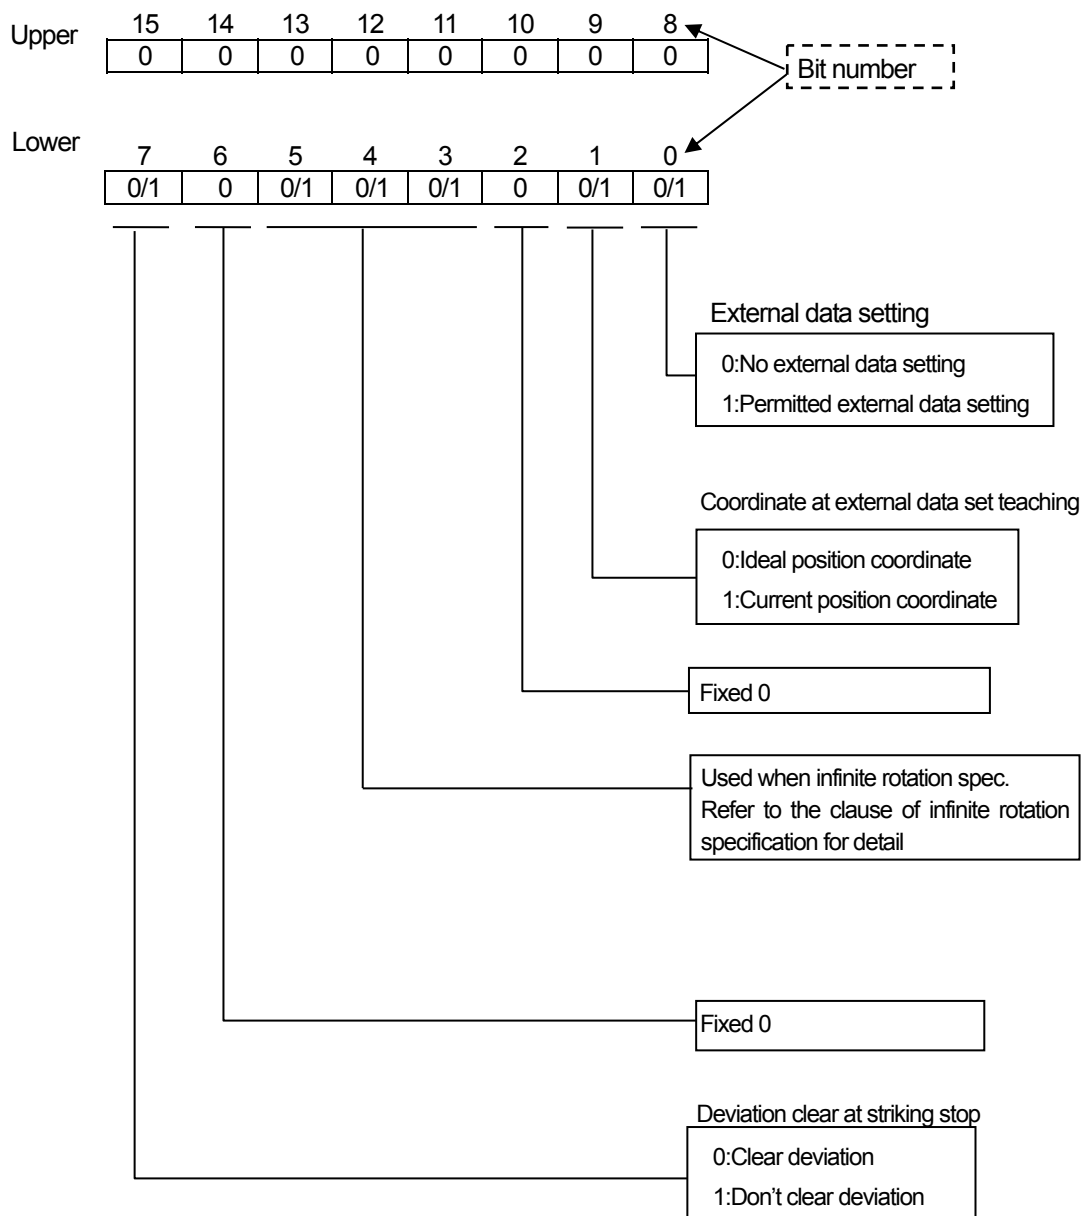 Upper
15 14 13 12 11 10 9 8
0 0 0 0 0 0 0 0
Bit number
Lower
7 6 5 4 3 2 1 0
0/1 0 0/1 0/1 0/1 0 0/1 0/1
External data setting
0:No external data setting
1:Permitted external data setting
Coordinate at external data set teaching
0:Ideal position coordinate
1:Current position coordinate
Fixed 0
Used when infinite rotation spec.
Refer to the clause of infinite rotation
specification for detail
Fixed 0
Deviation clear at striking stop
0:Clear deviation
1:Don't clear deviation